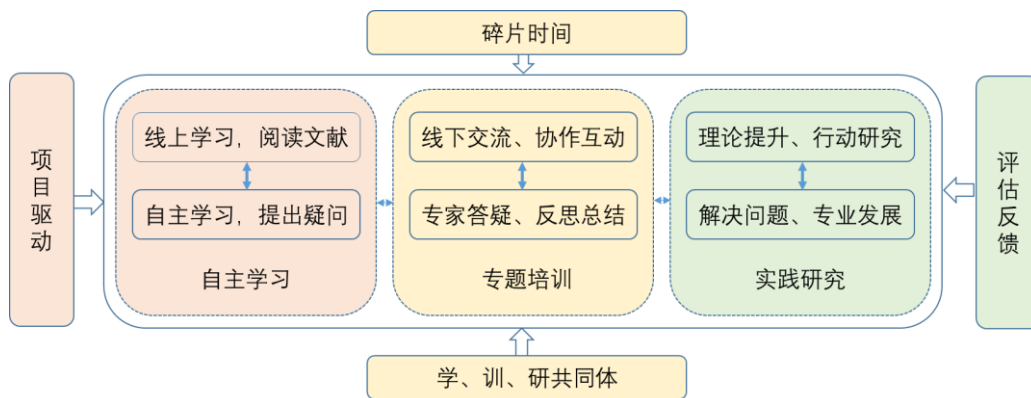 碎片时间
项目驱动
线上学习，阅读文献
自主学习，提出疑问
自主学习
线下交流、协作互动
专家答疑、反思总结
专题培训
理论提升、行动研究
解决问题、专业发展
实践研究
评估反馈
学、训、研共同体